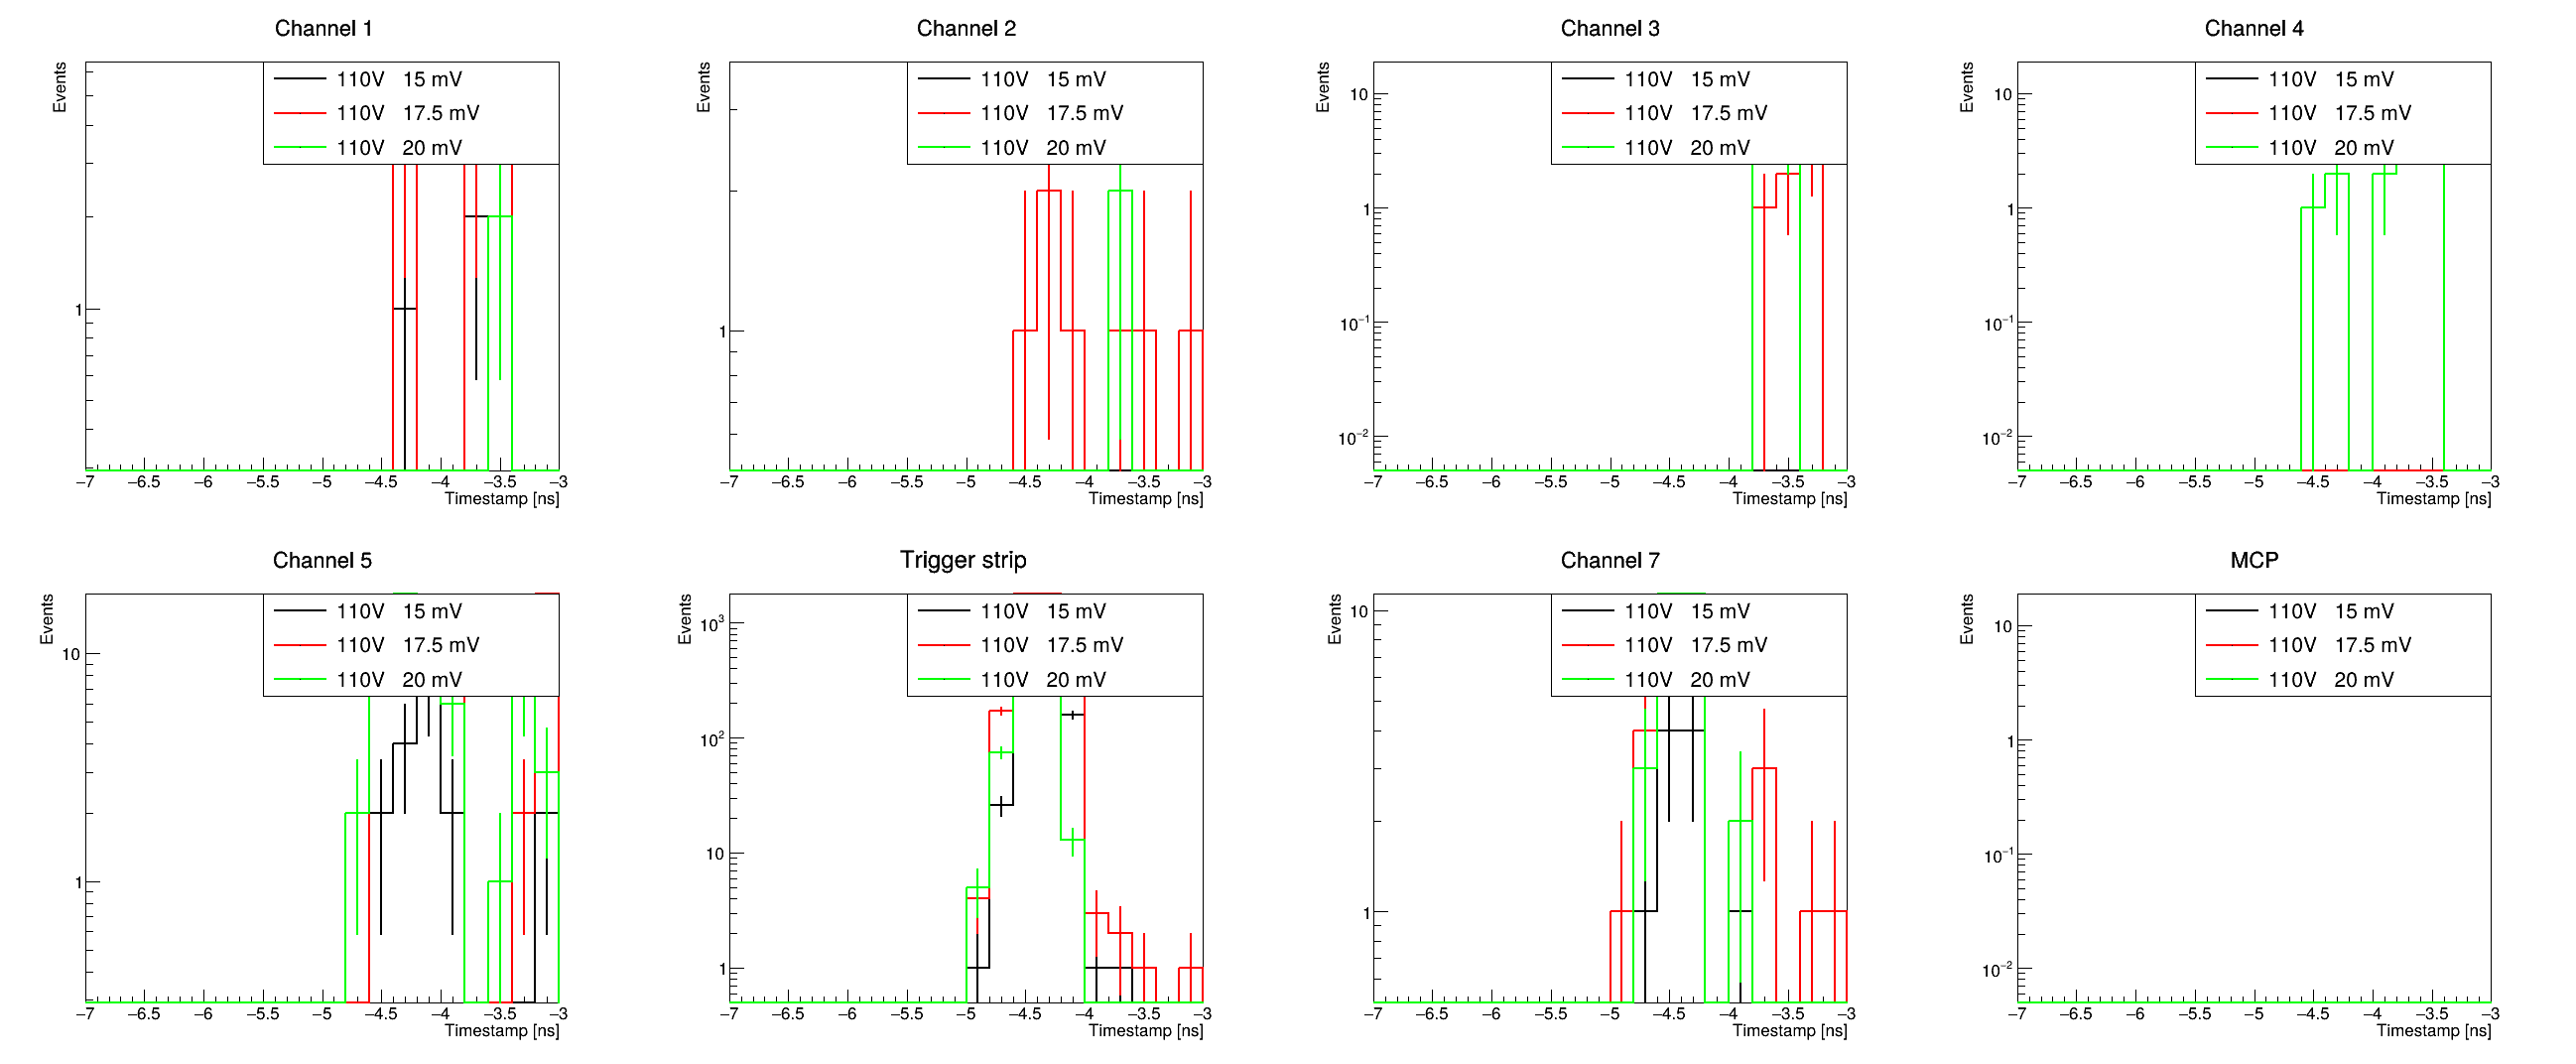 Channel 1
Events
110V 15 mV
110V 17.5 mV
110V 20 mV
1
−7 −6.5 −6 −5.5 −5 −4.5 −4 −3.5 −3
Timestamp [ns]
Channel 2
Events
110V 15 mV
110V 17.5 mV
110V 20 mV
1
−7 −6.5 −6 −5.5 −5 −4.5 −4 −3.5 −3
Timestamp [ns]
Channel 3
Events
110V 15 mV
110V 17.5 mV
110V 20 mV
10
1
10⁻¹
10⁻²
−7 −6.5 −6 −5.5 −5 −4.5 −4 −3.5 −3
Timestamp [ns]
Channel 4
Events
110V 15 mV
110V 17.5 mV
110V 20 mV
10
1
10⁻¹
10⁻²
−7 −6.5 −6 −5.5 −5 −4.5 −4 −3.5 −3
Timestamp [ns]
Channel 5
Events
110V 15 mV
110V 17.5 mV
110V 20 mV
10
1
−7 −6.5 −6 −5.5 −5 −4.5 −4 −3.5 −3
Timestamp [ns]
Trigger strip
Events
110V 15 mV
110V 17.5 mV
110V 20 mV
10³
10²
10
1
−7 −6.5 −6 −5.5 −5 −4.5 −4 −3.5 −3
Timestamp [ns]
Channel 7
Events
110V 15 mV
110V 17.5 mV
110V 20 mV
10
1
−7 −6.5 −6 −5.5 −5 −4.5 −4 −3.5 −3
Timestamp [ns]
MCP
Events
110V 15 mV
110V 17.5 mV
110V 20 mV
10
1
10⁻¹
10⁻²
−7 −6.5 −6 −5.5 −5 −4.5 −4 −3.5 −3
Timestamp [ns]